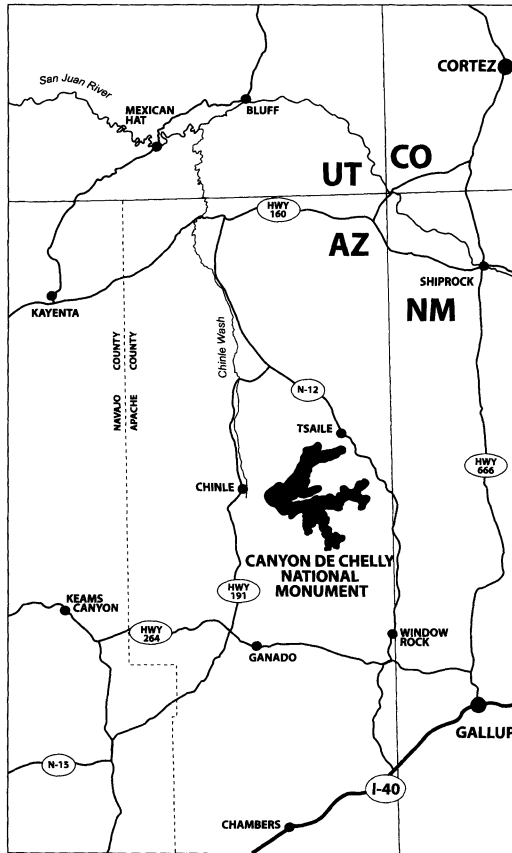 CORTEZ
San Juan River
MEXICAN
HAT
BLUFF
UT
CO
HWY
160
AZ
SHIPROCK
NM
KAYENTA
Chinle Wash
NAVAJO COUNTY
APACHE COUNTY
N-12
TSAILE
HWY
666
CHINLE
CANYON DE CHELLY
NATIONAL
MONUMENT
HWY
191
KEAMS
CANYON
HWY
264
WINDOW
ROCK
GANADO
GALLUP
N-15
I-40
CHAMBERS